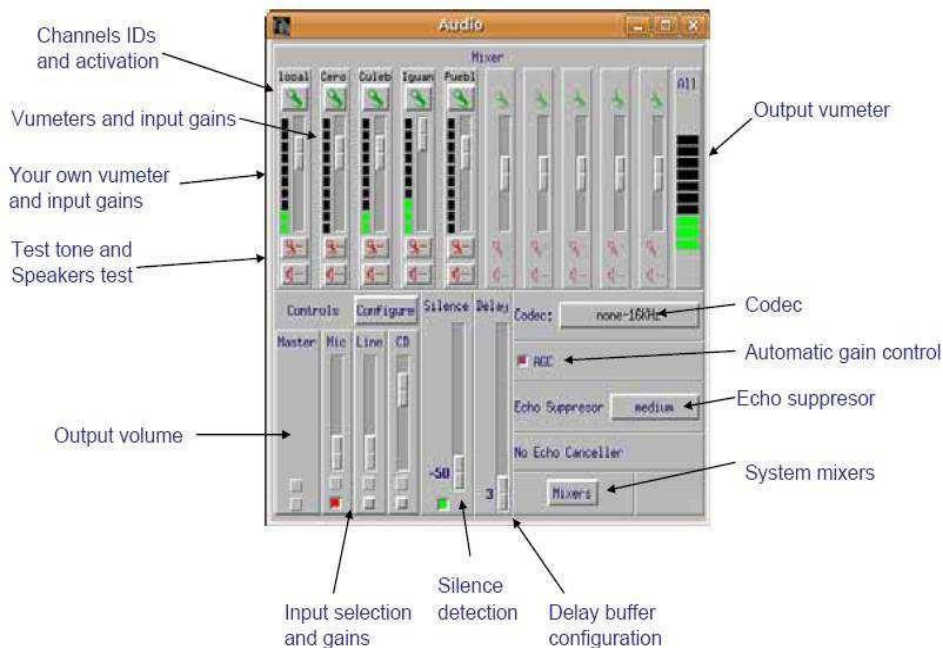 Audio
Channels IDs
and activation
Mixer
local
Cero
Culeb
Iguan
Puebl
All
Vumeters and input gains
Output vumeter
Your own vumeter
and input gains
Test tone and
Speakers test
Controls
Configure
Silence
Delay
Codec:
none-16KHz
Codec
Master
Mic
Line
CD
AGC
Automatic gain control
Echo Suppresor
medium
Echo suppresor
Output volume
No Echo Canceller
-50
3
Mixers
System mixers
Input selection
and gains
Silence
detection
Delay buffer
configuration